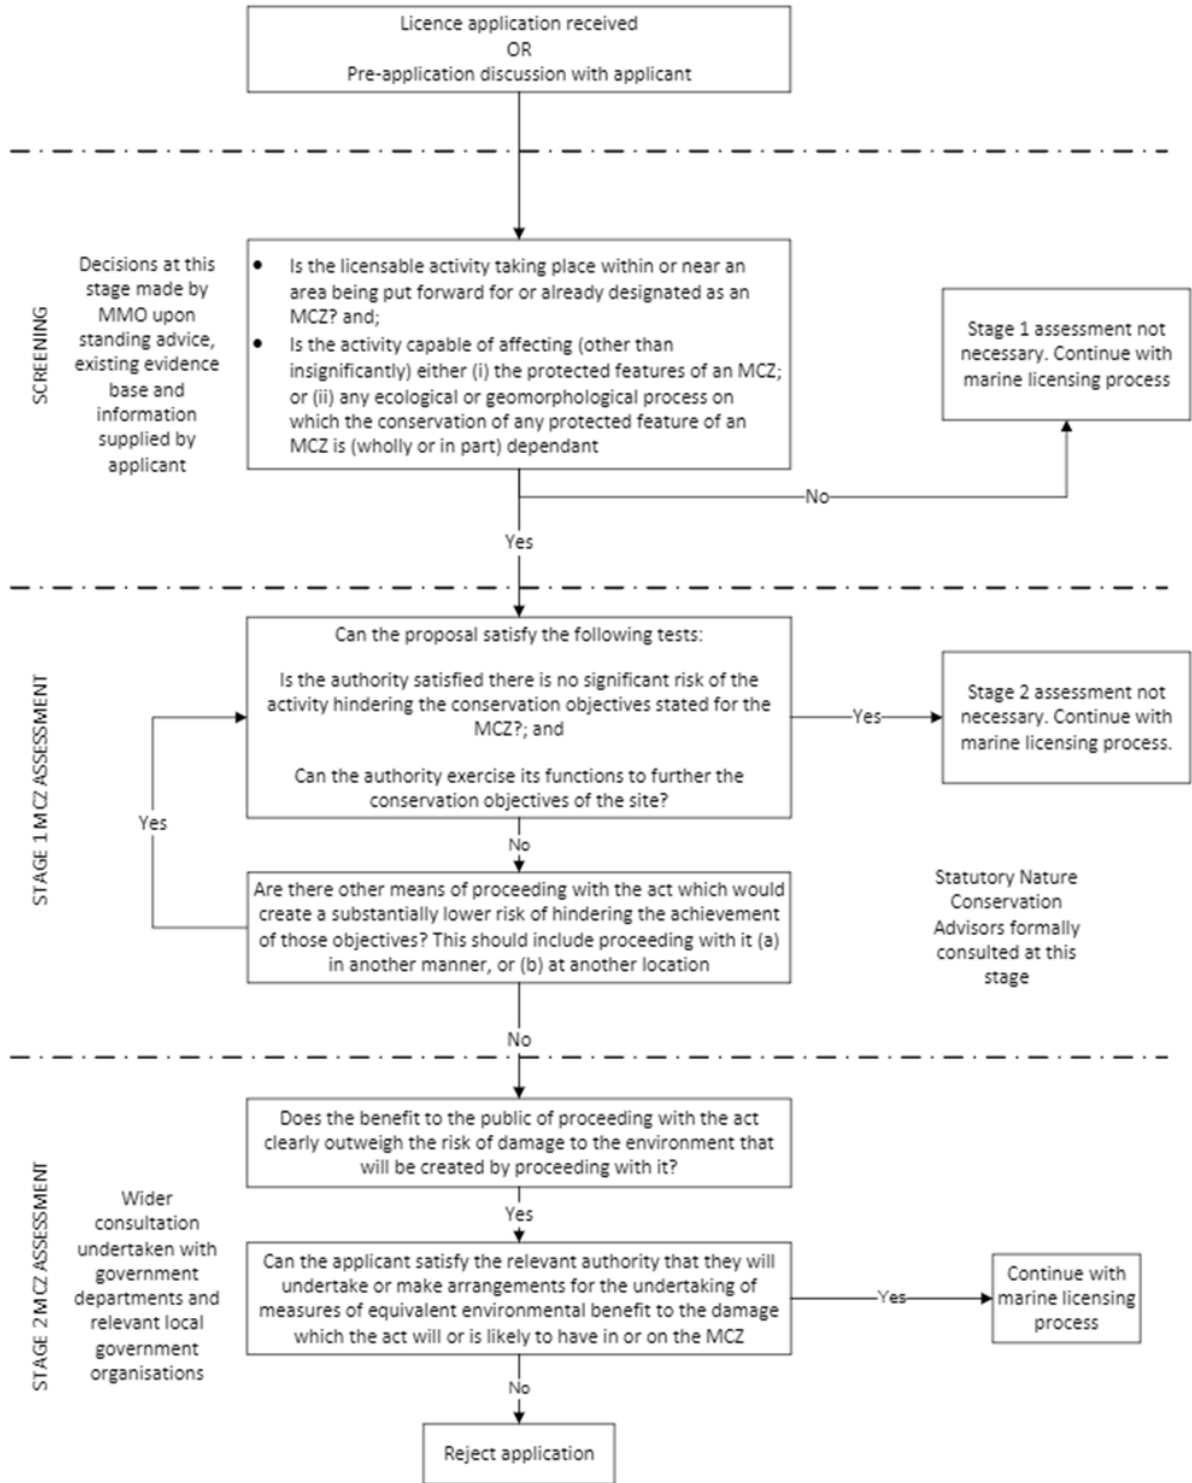 Licence application received
OR
Pre-application discussion with applicant
SCREENING
Decisions at this
stage made by
MMO upon
standing advice,
existing evidence
base and
information
supplied by
applicant
• Is the licensable activity taking place within or near an
area being put forward for or already designated as an
MCZ? and;
• Is the activity capable of affecting (other than
insignificantly) either (i) the protected features of an MCZ;
or (ii) any ecological or geomorphological process on
which the conservation of any protected feature of an
MCZ is (wholly or in part) dependant
Stage 1 assessment not
necessary. Continue with
marine licensing process
No
Yes
STAGE 1 MCZ ASSESSMENT
Can the proposal satisfy the following tests:
Is the authority satisfied there is no significant risk of the
activity hindering the conservation objectives stated for the
MCZ?; and
Can the authority exercise its functions to further the
conservation objectives of the site?
Yes
Stage 2 assessment not
necessary. Continue with
marine licensing process.
Yes
No
Are there other means of proceeding with the act which would
create a substantially lower risk of hindering the achievement
of those objectives? This should include proceeding with it (a)
in another manner, or (b) at another location
Statutory Nature
Conservation
Advisors formally
consulted at this
stage
No
STAGE 2 MCZ ASSESSMENT
Wider
consultation
undertaken with
government
departments and
relevant local
government
organisations
Does the benefit to the public of proceeding with the act
clearly outweigh the risk of damage to the environment that
will be created by proceeding with it?
Yes
Can the applicant satisfy the relevant authority that they will
undertake or make arrangements for the undertaking of
measures of equivalent environmental benefit to the damage
which the act will or is likely to have in or on the MCZ
Yes
Continue with
marine licensing
process
No
Reject application